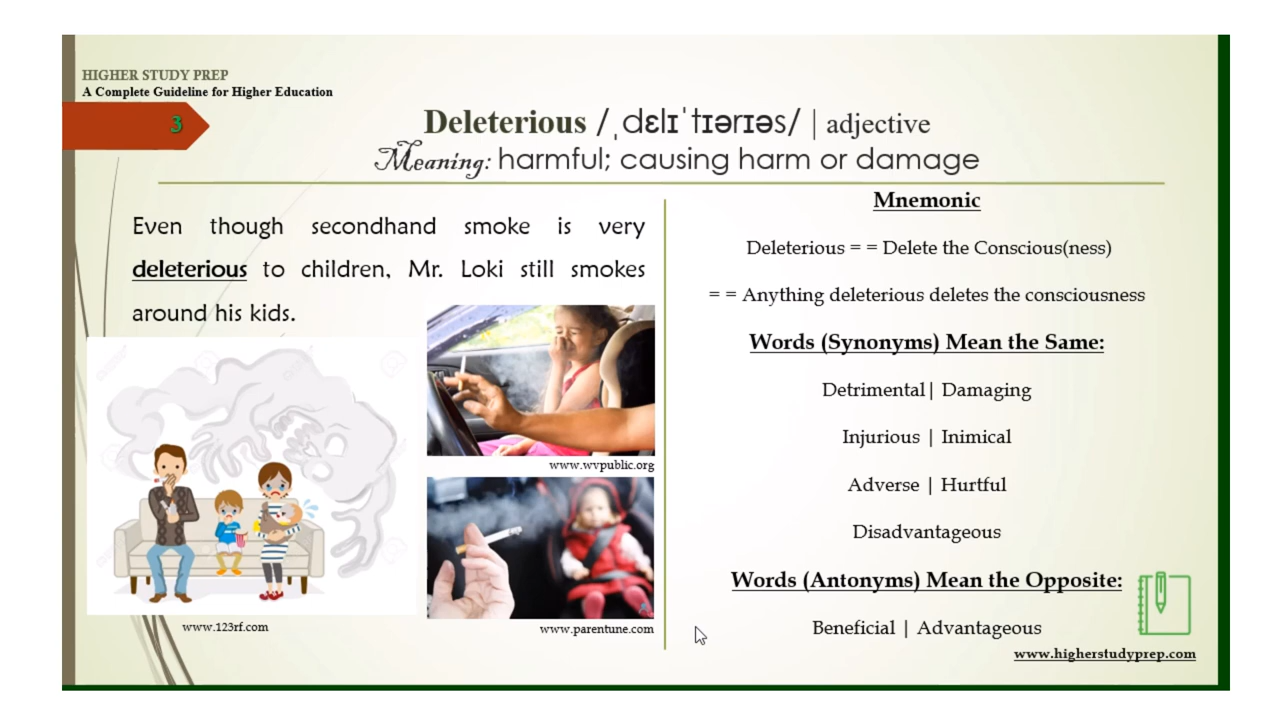 HIGHER STUDY PREP
A Complete Guideline for Higher Education
3
Deleterious /ˌdɛlɪˈtɪərɪəs/ | adjective
Meaning: harmful; causing harm or damage
Even though secondhand smoke is very
deleterious to children, Mr. Loki still smokes
around his kids.
www.wvpublic.org
www.123rf.com
www.parentune.com
Mnemonic
Deleterious = = Delete the Conscious(ness)
= = Anything deleterious deletes the consciousness
Words (Synonyms) Mean the Same:
Detrimental| Damaging
Injurious | Inimical
Adverse | Hurtful
Disadvantageous
Words (Antonyms) Mean the Opposite:
Beneficial | Advantageous
www.higherstudyprep.com